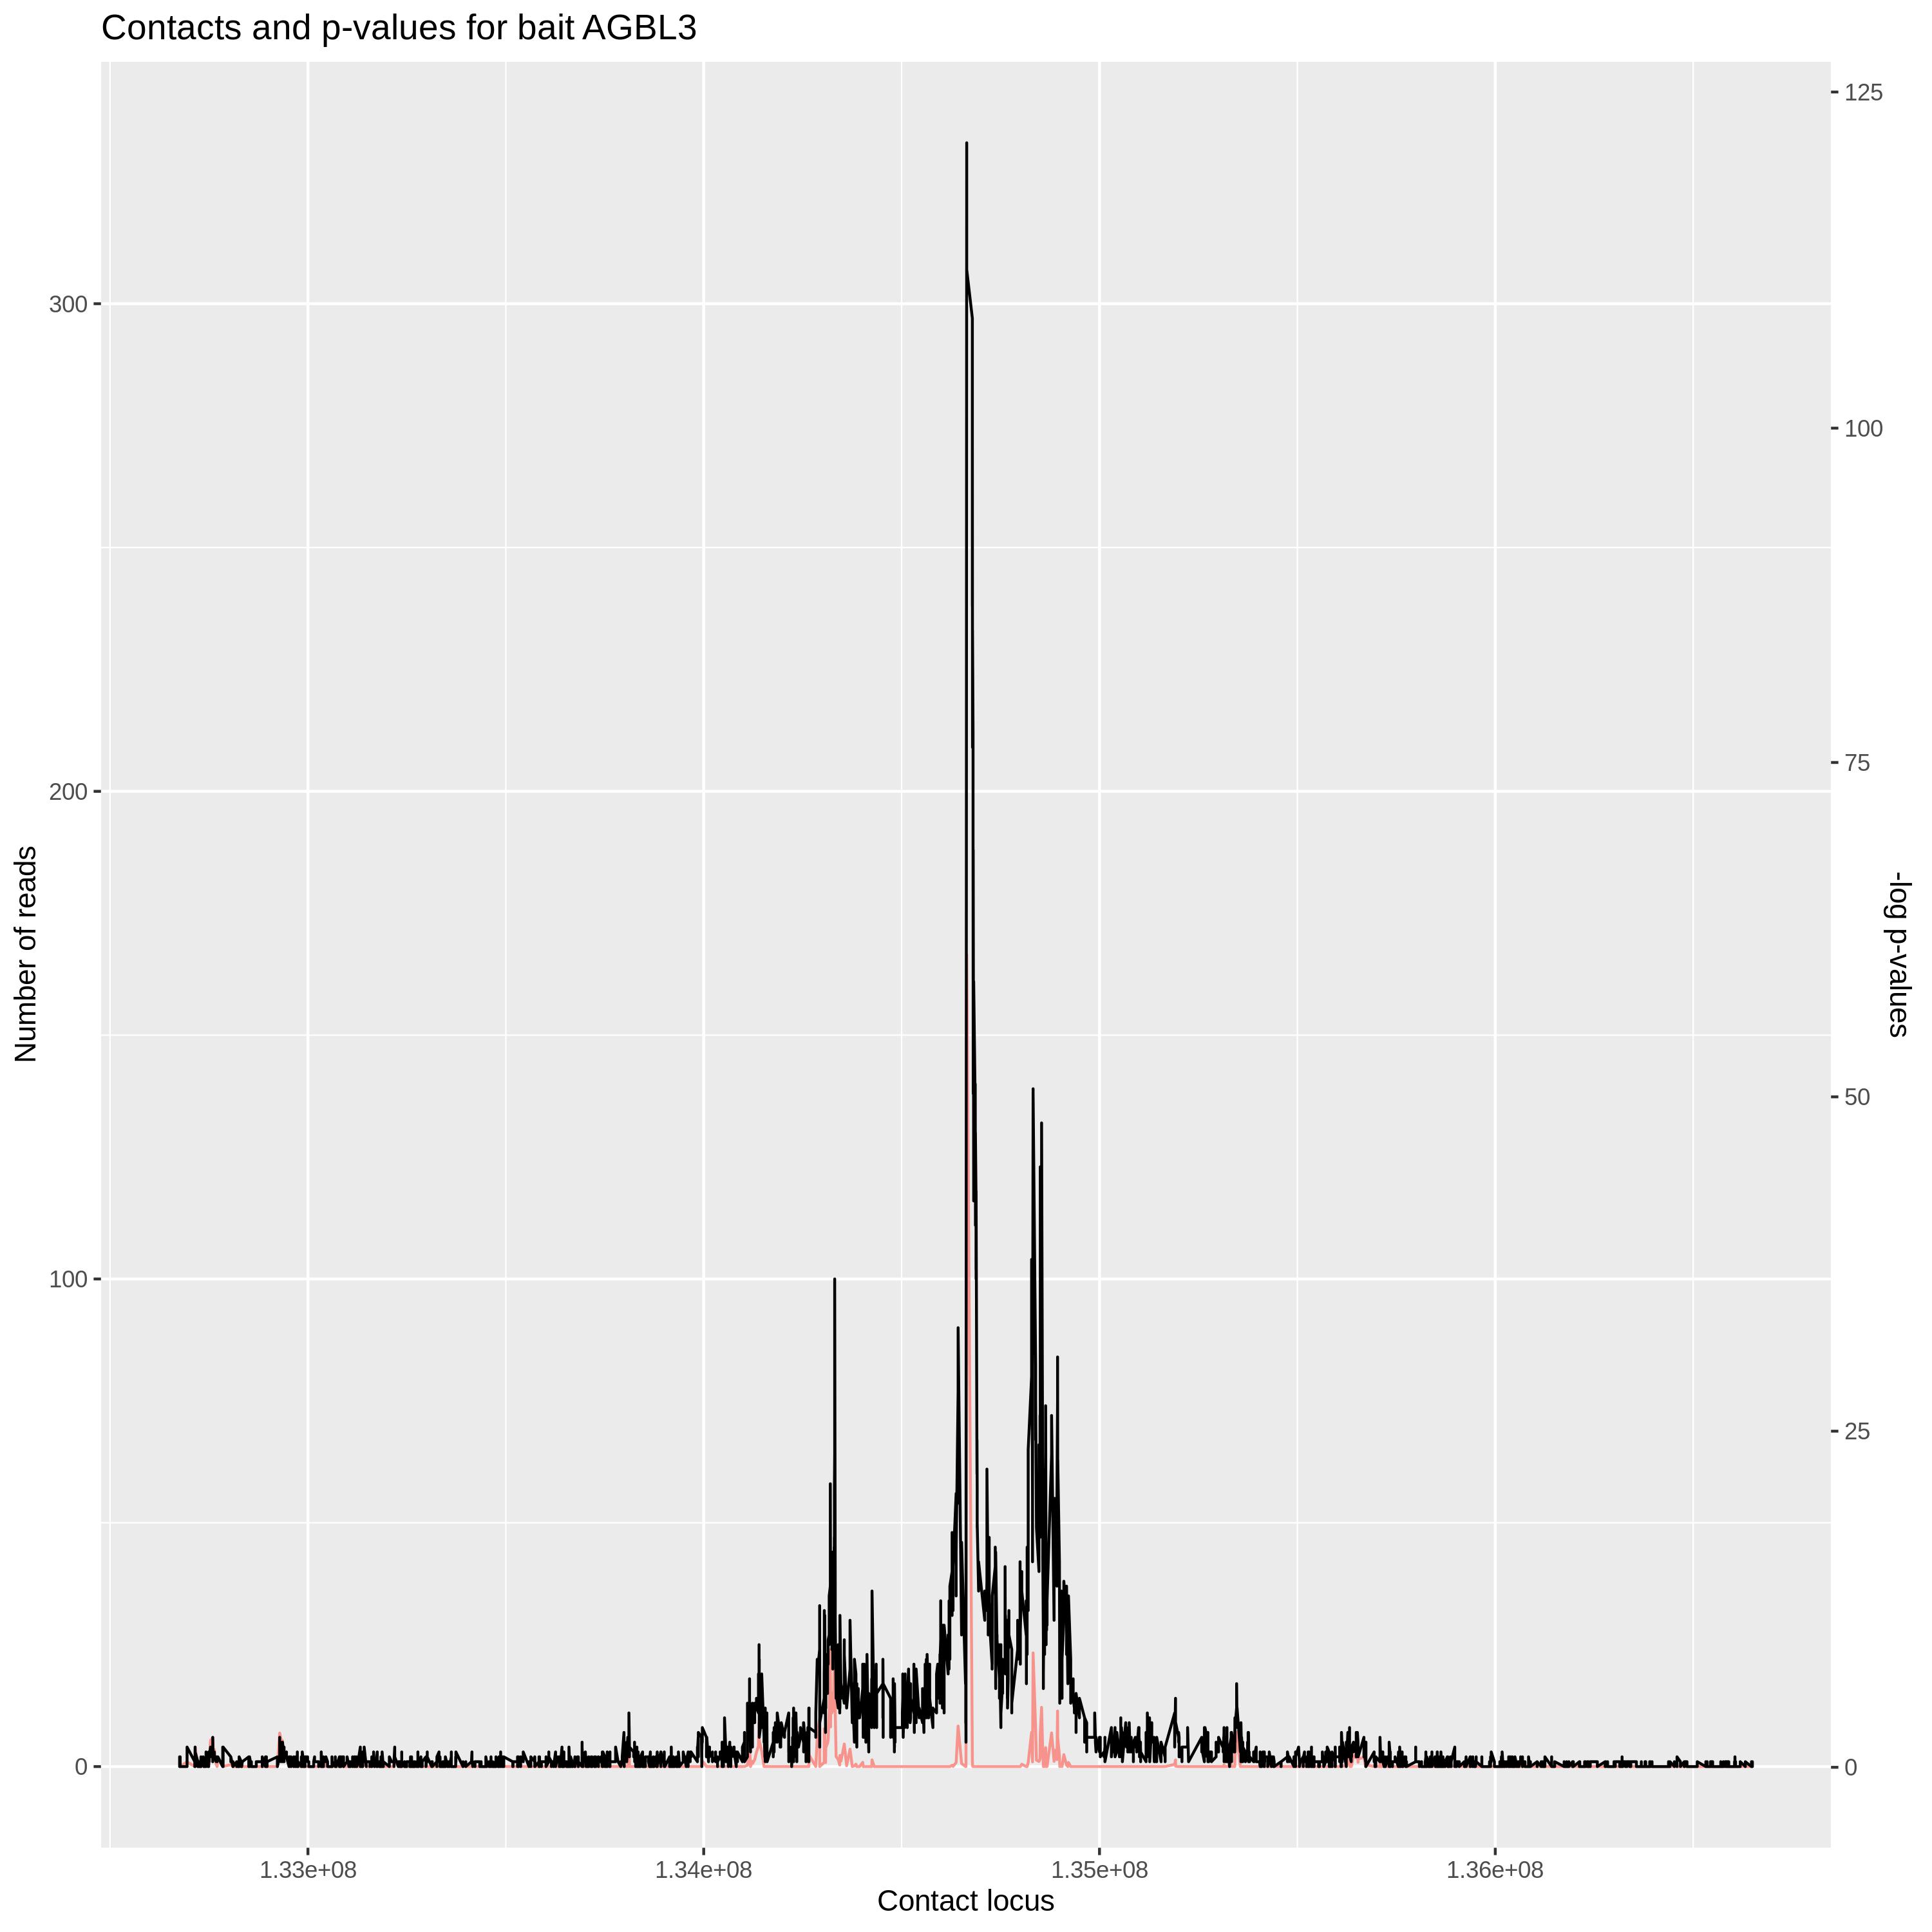 Contacts and p-values for bait AGBL3
125
300
100
200
75
Number of reads
-log p-values
50
100
25
0
0
1.33e+08
1.34e+08
1.35e+08
1.36e+08
Contact locus